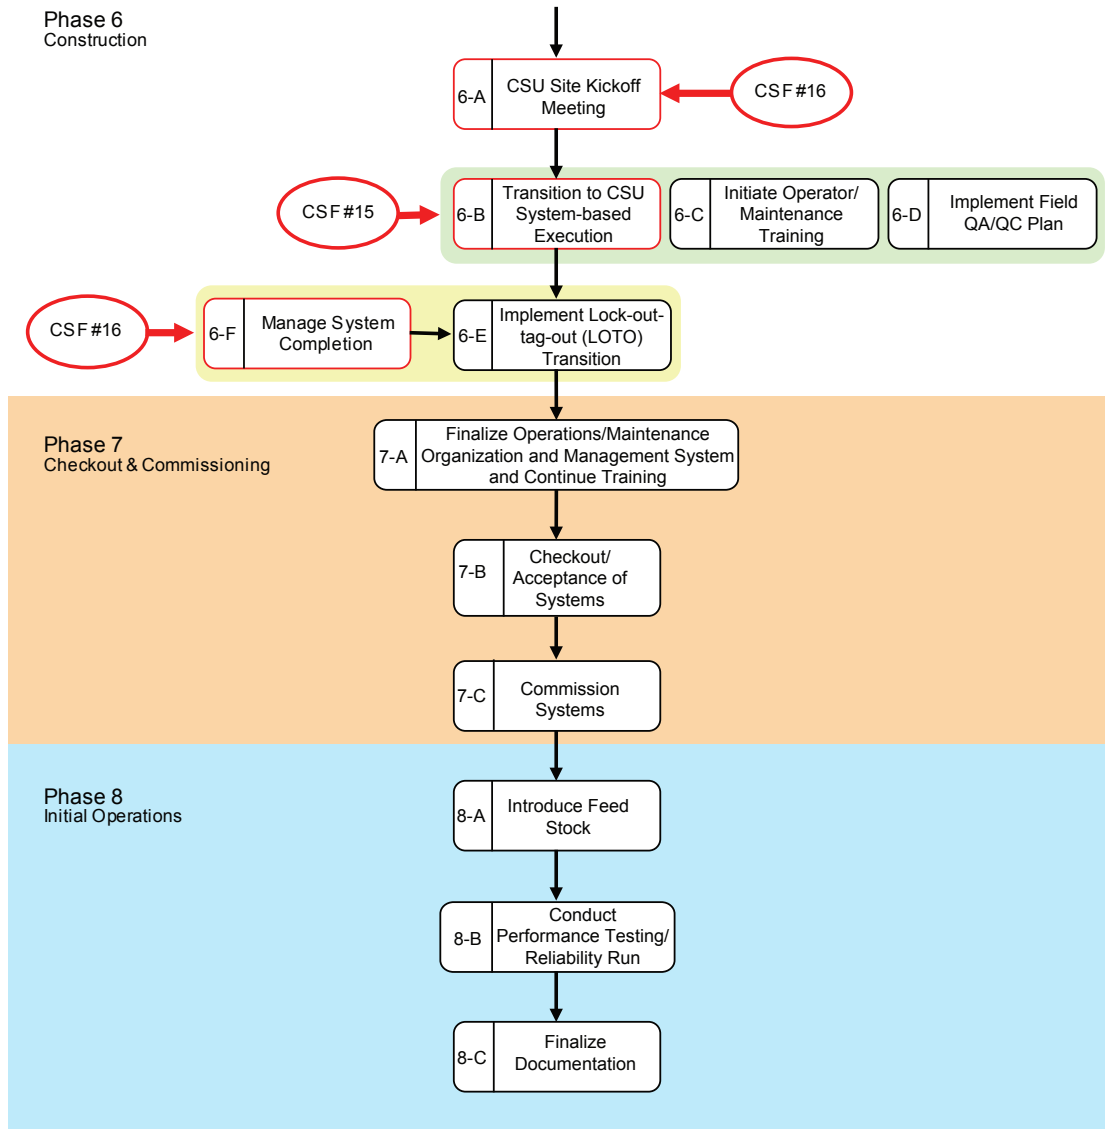 Phase 6
Construction
6-A
CSU Site Kickoff
Meeting
CSF #16
CSF #15
6-B
Transition to CSU
System-based
Execution
6-C
Initiate Operator/
Maintenance
Training
6-D
Implement Field
QA/QC Plan
CSF #16
6-F
Manage System
Completion
6-E
Implement Lock-out-
tag-out (LOTO)
Transition
Phase 7
Checkout & Commissioning
7-A
Finalize Operations/Maintenance
Organization and Management System
and Continue Training
7-B
Checkout/
Acceptance of
Systems
7-C
Commission
Systems
Phase 8
Initial Operations
8-A
Introduce Feed
Stock
8-B
Conduct
Performance Testing/
Reliability Run
8-C
Finalize
Documentation